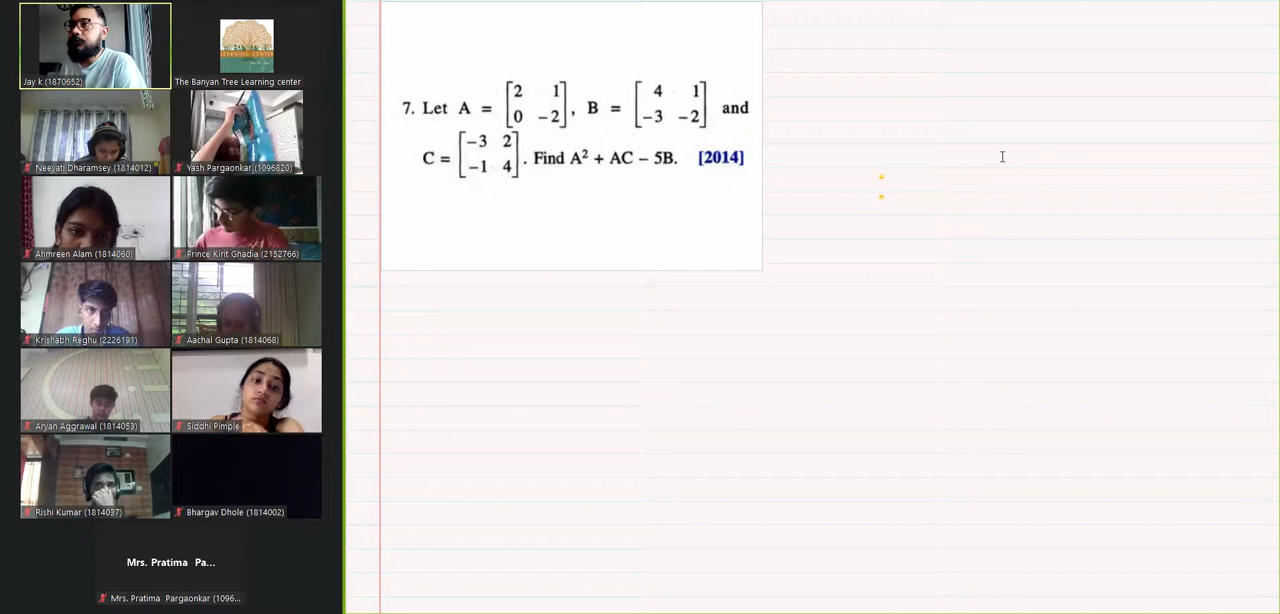 Jay k (1870652)
LEARNING CENTER
The Banyan Tree Learning center
Neeyati Dharamsey (1814012)
Yash Pargaonkar (1096820)
Ahmreen Alam (1814060)
Prince Kirit Ghadia (2152766)
Krishabh Reghu (2226191)
Aachal Gupta (1814068)
Aryan Aggrawal (1814053)
Siddhi Pimple
Rishi Kumar (1814037)
Bhargav Dhole (1814002)
Mrs. Pratima Pa...
Mrs. Pratima Pargaonkar (1096...
7. Let A = [2 1; 0 -2], B = [4 1; -3 -2] and
C = [-3 2; -1 4]. Find A² + AC – 5B. [2014]